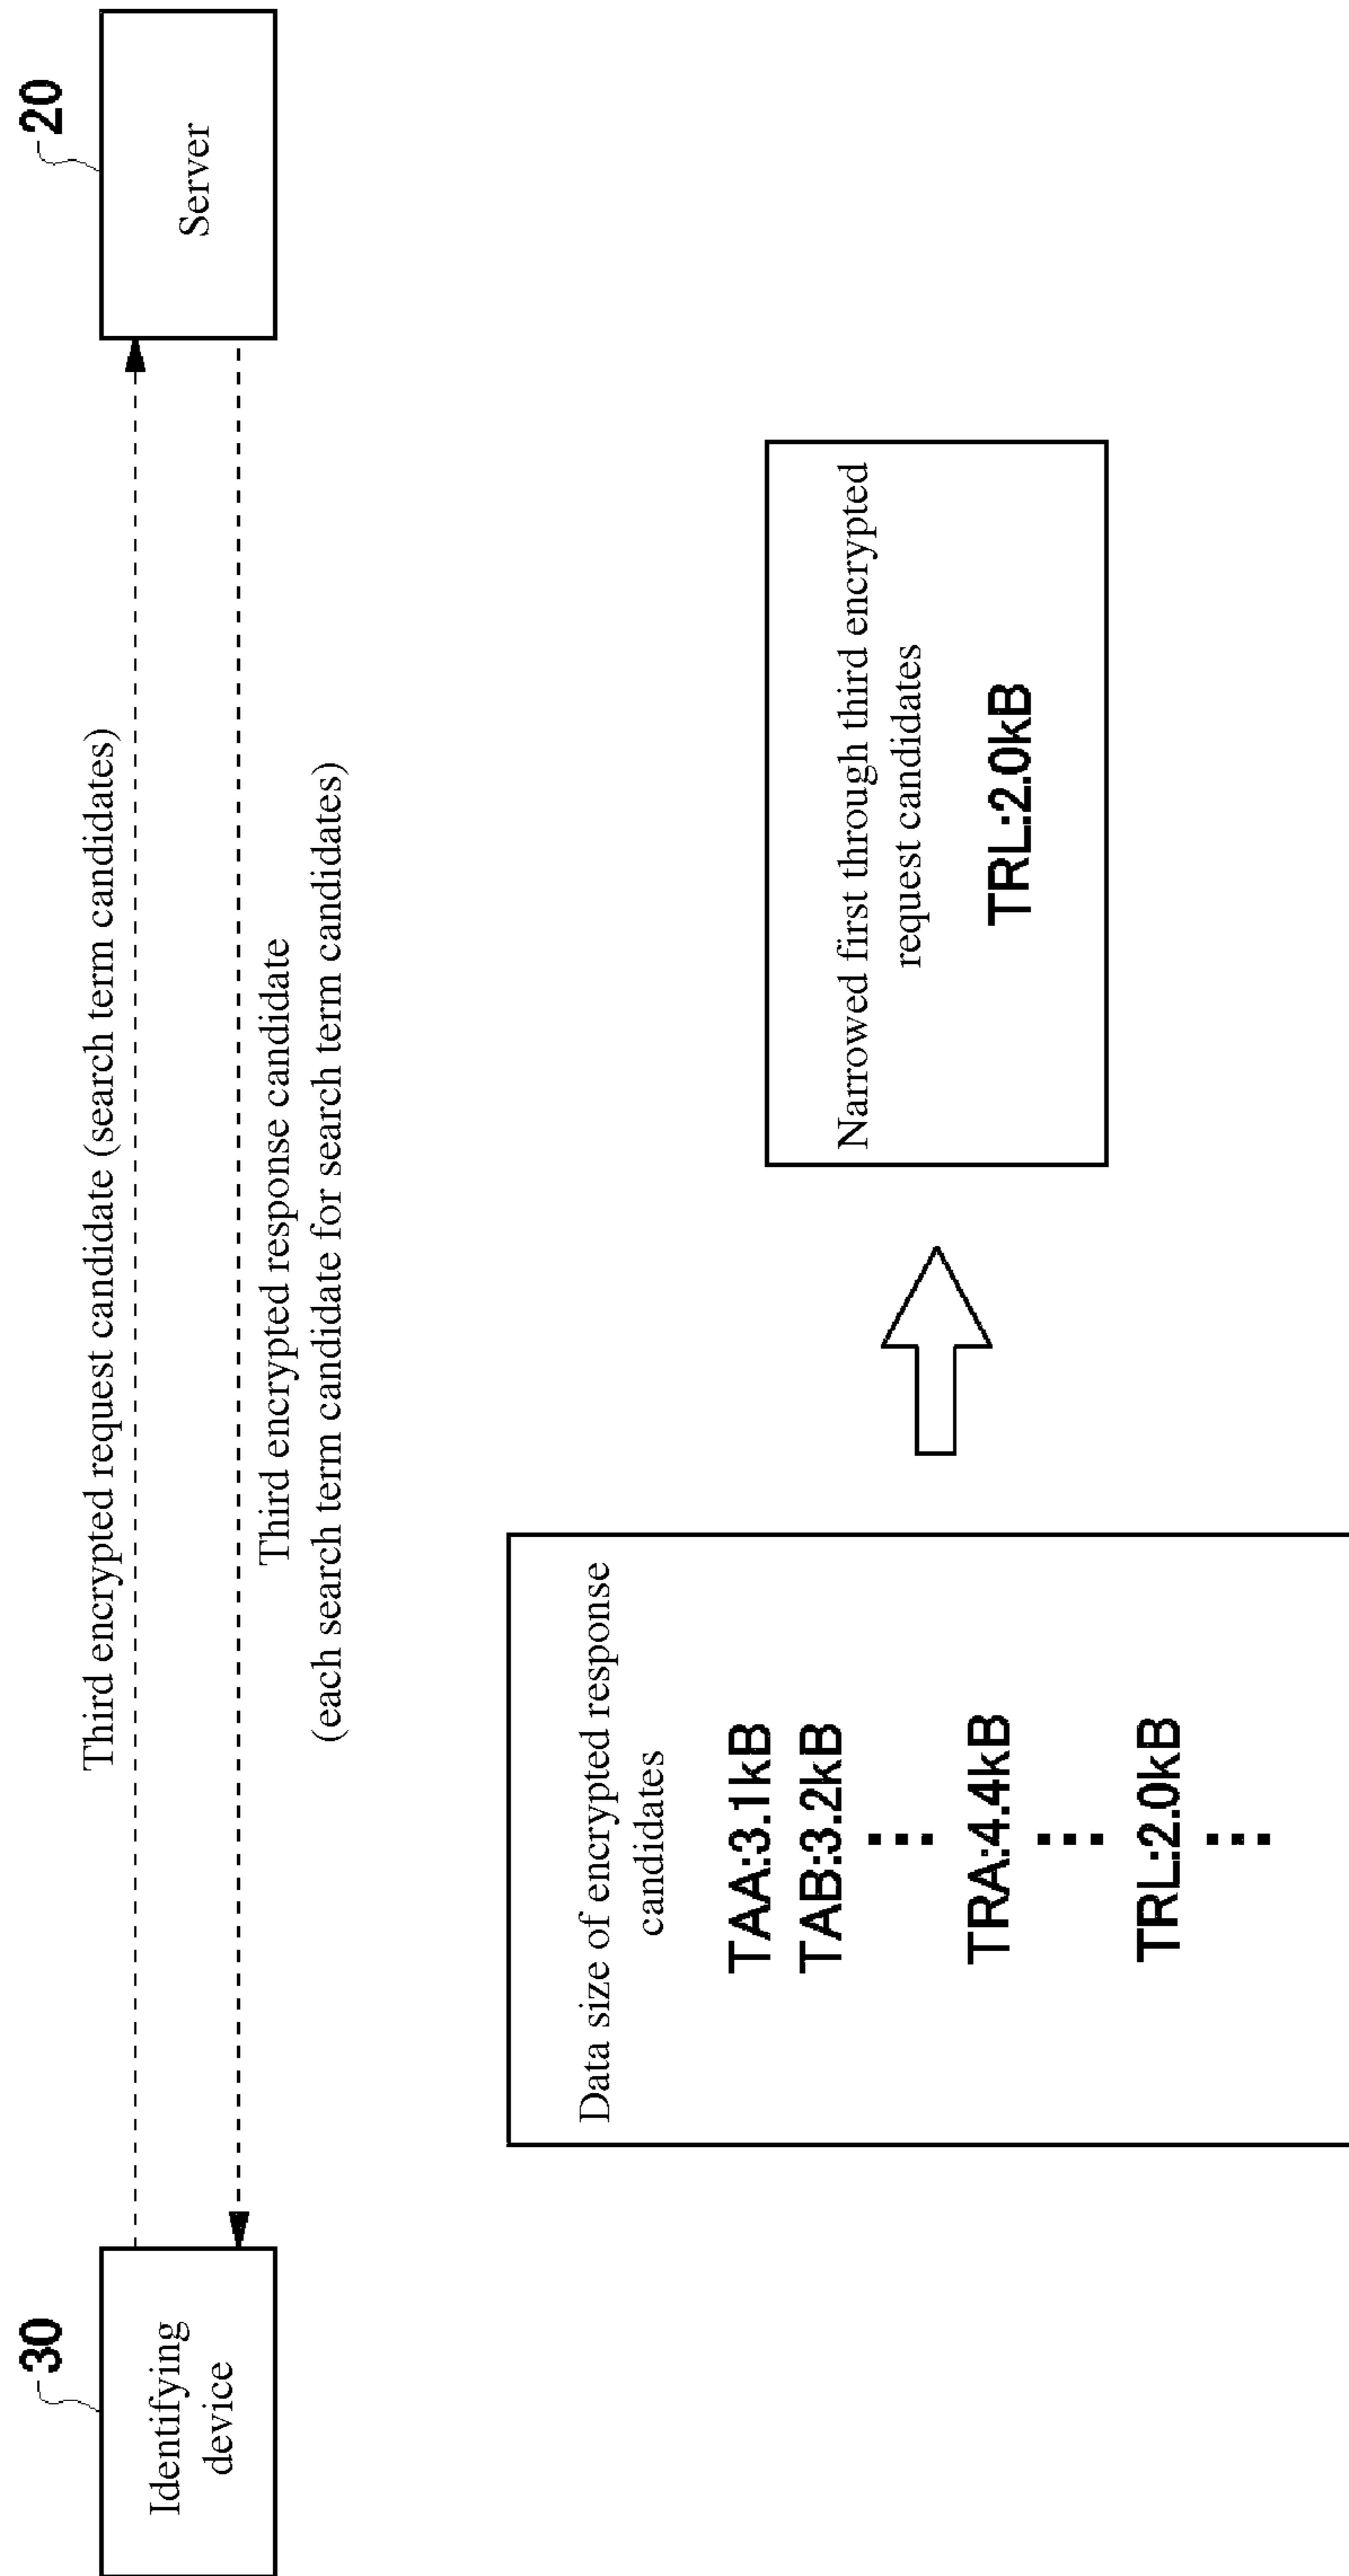 30
Identifying
device
20
Server
Third encrypted request candidate (search term candidates)
Third encrypted response candidate
(each search term candidate for search term candidates)
Data size of encrypted response
candidates
TAA:3.1kB
TAB:3.2kB
⋮
TRA:4.4kB
⋮
TRL:2.0kB
⋮
Narrowed first through third encrypted
request candidates
TRL:2.0kB